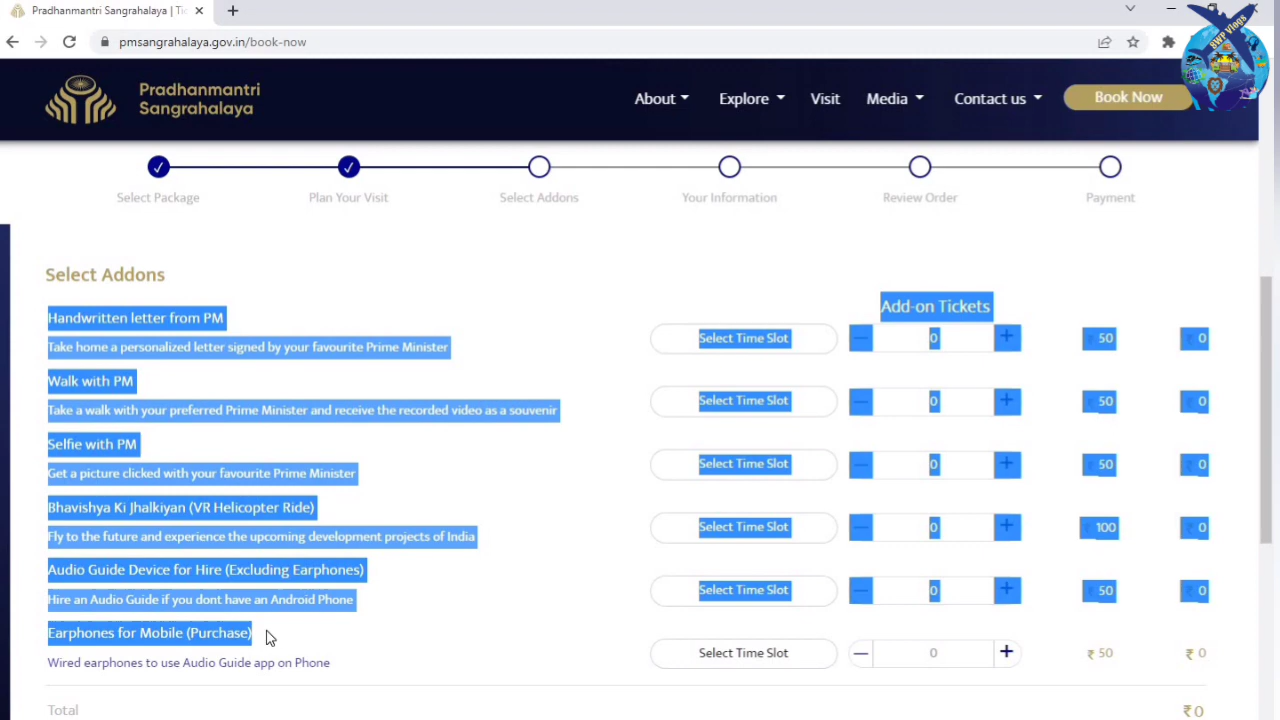 Pradhanmantri Sangrahalaya | Tic
pmsangrahalaya.gov.in/book-now
BWP Vlogs
Pradhanmantri
Sangrahalaya
About
Explore
Visit
Media
Contact us
Book Now
Select Package
Plan Your Visit
Select Addons
Your Information
Review Order
Payment
Select Addons
Add-on Tickets
Handwritten letter from PM
Take home a personalized letter signed by your favourite Prime Minister
Select Time Slot — 0 + ₹ 50 ₹ 0
Walk with PM
Take a walk with your preferred Prime Minister and receive the recorded video as a souvenir
Select Time Slot — 0 + ₹ 50 ₹ 0
Selfie with PM
Get a picture clicked with your favourite Prime Minister
Select Time Slot — 0 + ₹ 50 ₹ 0
Bhavishya Ki Jhalkiyan (VR Helicopter Ride)
Fly to the future and experience the upcoming development projects of India
Select Time Slot — 0 + ₹ 100 ₹ 0
Audio Guide Device for Hire (Excluding Earphones)
Hire an Audio Guide if you dont have an Android Phone
Select Time Slot — 0 + ₹ 50 ₹ 0
Earphones for Mobile (Purchase)
Wired earphones to use Audio Guide app on Phone
Select Time Slot — 0 + ₹ 50 ₹ 0
Total ₹ 0